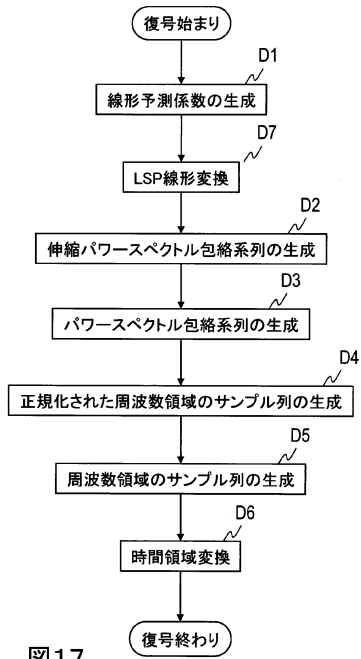 復号始まり
D1
線形予測係数の生成
D7
LSP線形変換
D2
伸縮パワースペクトル包絡系列の生成
D3
パワースペクトル包絡系列の生成
D4
正規化された周波数領域のサンプル列の生成
D5
周波数領域のサンプル列の生成
D6
時間領域変換
復号終わり
図17